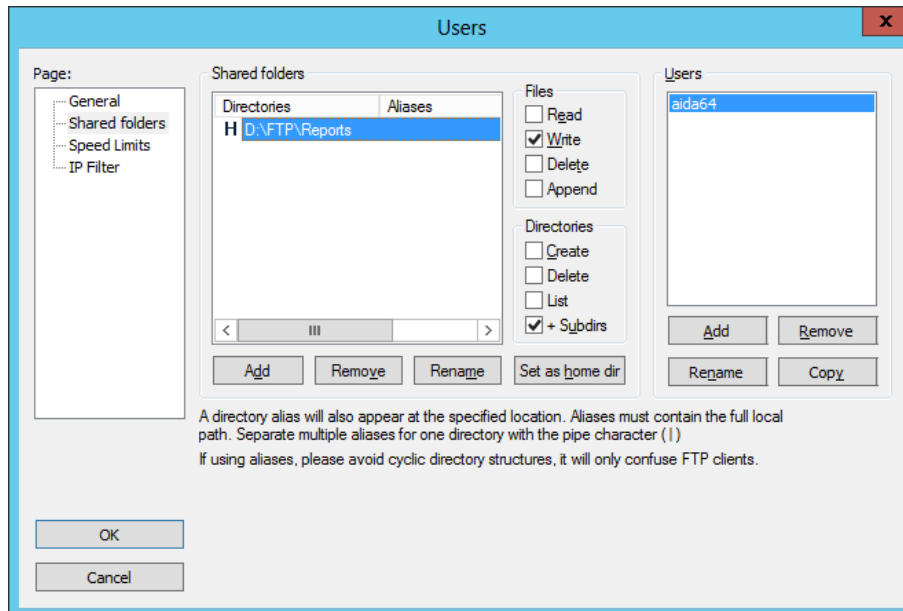 Users
x
Page:
General
Shared folders
Speed Limits
IP Filter
Shared folders
Directories Aliases
H D:\FTP\Reports
Files
Read
Write
Delete
Append
Directories
Create
Delete
List
+ Subdirs
Add Remove Rename Set as home dir
Users
aida64
Add Remove
Rename Copy
A directory alias will also appear at the specified location. Aliases must contain the full local
path. Separate multiple aliases for one directory with the pipe character (|)
If using aliases, please avoid cyclic directory structures, it will only confuse FTP clients.
OK
Cancel